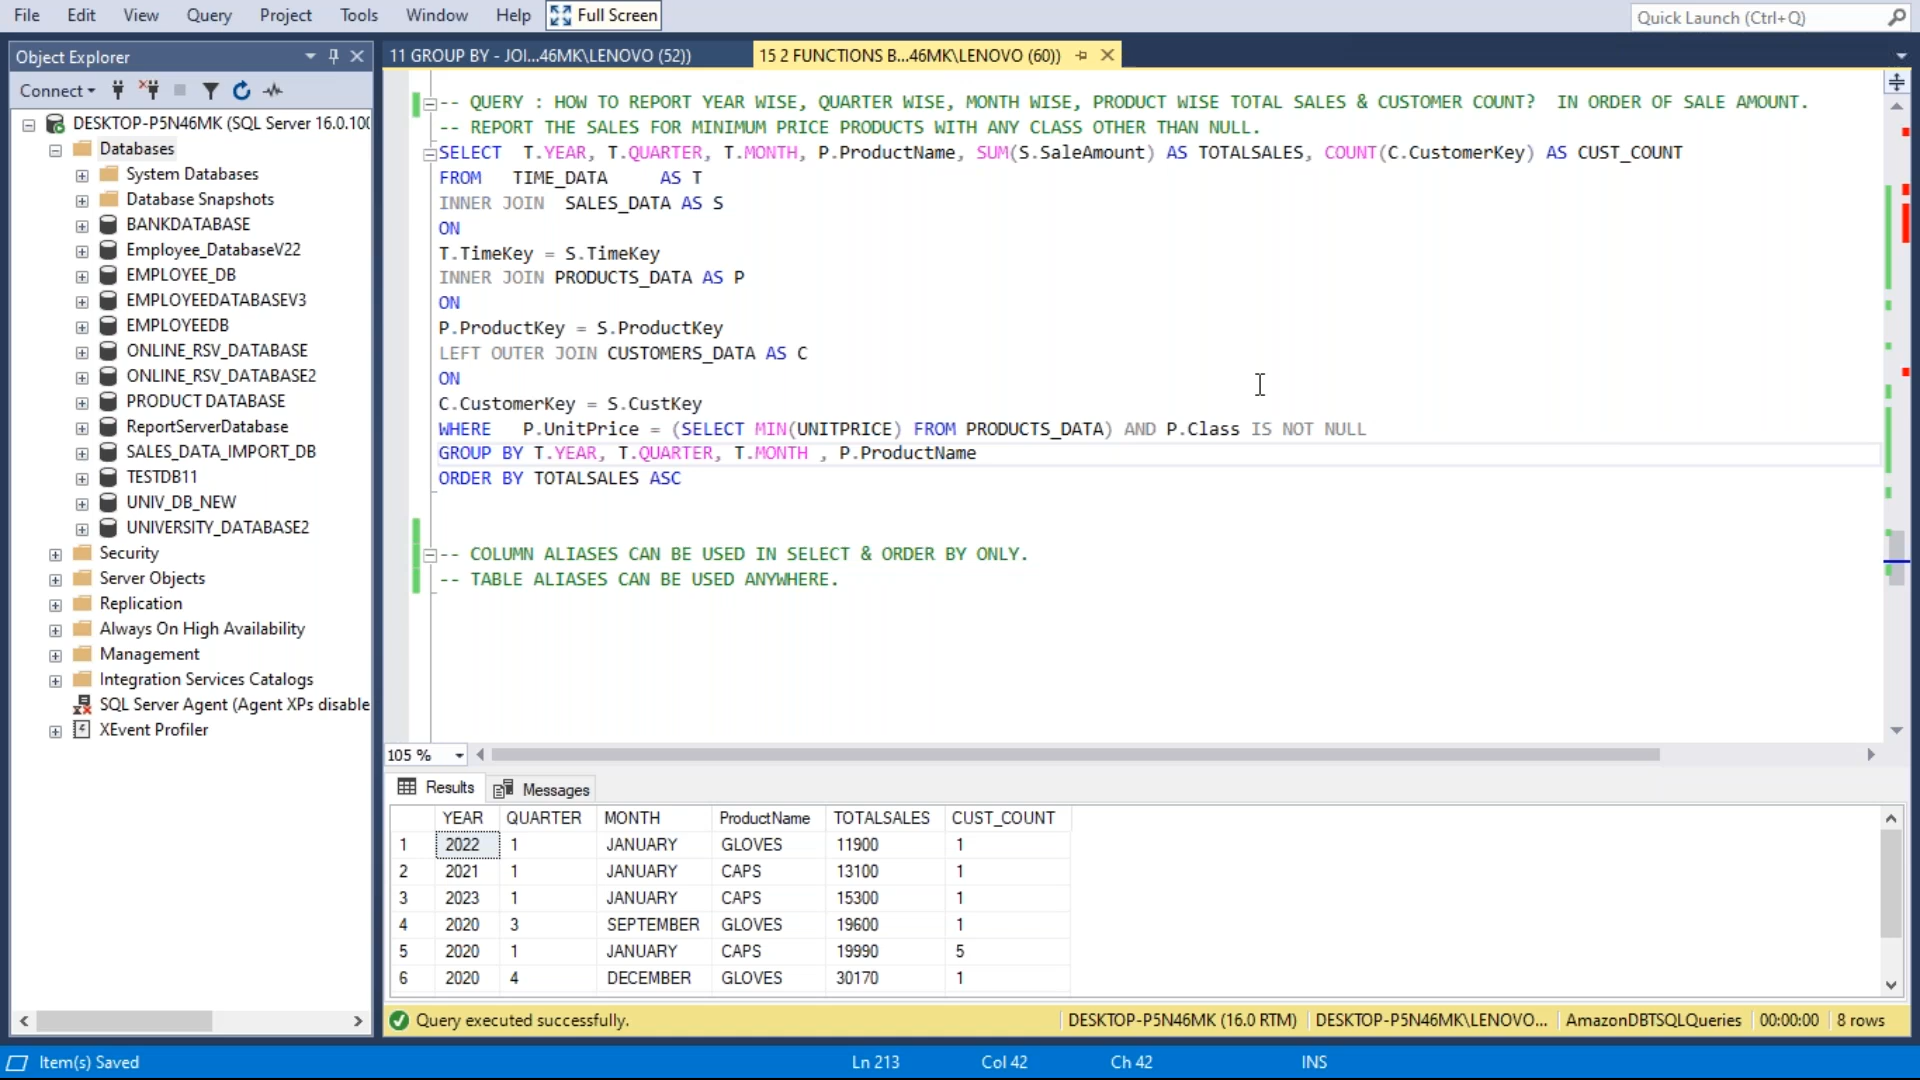 File Edit View Query Project Tools Window Help Full Screen
Quick Launch (Ctrl+Q)
Object Explorer
11 GROUP BY - JOI...46MK\LENOVO (52))
15 2 FUNCTIONS B...46MK\LENOVO (60))
Connect
DESKTOP-P5N46MK (SQL Server 16.0.100
Databases
System Databases
Database Snapshots
BANKDATABASE
Employee_DatabaseV22
EMPLOYEE_DB
EMPLOYEEDATABASEV3
EMPLOYEEDB
ONLINE_RSV_DATABASE
ONLINE_RSV_DATABASE2
PRODUCT DATABASE
ReportServerDatabase
SALES_DATA_IMPORT_DB
TESTDB11
UNIV_DB_NEW
UNIVERSITY_DATABASE2
Security
Server Objects
Replication
Always On High Availability
Management
Integration Services Catalogs
SQL Server Agent (Agent XPs disable
XEvent Profiler
-- QUERY : HOW TO REPORT YEAR WISE, QUARTER WISE, MONTH WISE, PRODUCT WISE TOTAL SALES & CUSTOMER COUNT? IN ORDER OF SALE AMOUNT.
-- REPORT THE SALES FOR MINIMUM PRICE PRODUCTS WITH ANY CLASS OTHER THAN NULL.
SELECT T.YEAR, T.QUARTER, T.MONTH, P.ProductName, SUM(S.SaleAmount) AS TOTALSALES, COUNT(C.CustomerKey) AS CUST_COUNT
FROM TIME_DATA AS T
INNER JOIN SALES_DATA AS S
ON
T.TimeKey = S.TimeKey
INNER JOIN PRODUCTS_DATA AS P
ON
P.ProductKey = S.ProductKey
LEFT OUTER JOIN CUSTOMERS_DATA AS C
ON
C.CustomerKey = S.CustKey
WHERE P.UnitPrice = (SELECT MIN(UNITPRICE) FROM PRODUCTS_DATA) AND P.Class IS NOT NULL
GROUP BY T.YEAR, T.QUARTER, T.MONTH , P.ProductName
ORDER BY TOTALSALES ASC
-- COLUMN ALIASES CAN BE USED IN SELECT & ORDER BY ONLY.
-- TABLE ALIASES CAN BE USED ANYWHERE.
105 %
Results Messages
YEAR QUARTER MONTH ProductName TOTALSALES CUST_COUNT
1 2022 1 JANUARY GLOVES 11900 1
2 2021 1 JANUARY CAPS 13100 1
3 2023 1 JANUARY CAPS 15300 1
4 2020 3 SEPTEMBER GLOVES 19600 1
5 2020 1 JANUARY CAPS 19990 5
6 2020 4 DECEMBER GLOVES 30170 1
Query executed successfully. DESKTOP-P5N46MK (16.0 RTM) DESKTOP-P5N46MK\LENOVO... AmazonDBTSQLQueries 00:00:00 8 rows
Item(s) Saved Ln 213 Col 42 Ch 42 INS